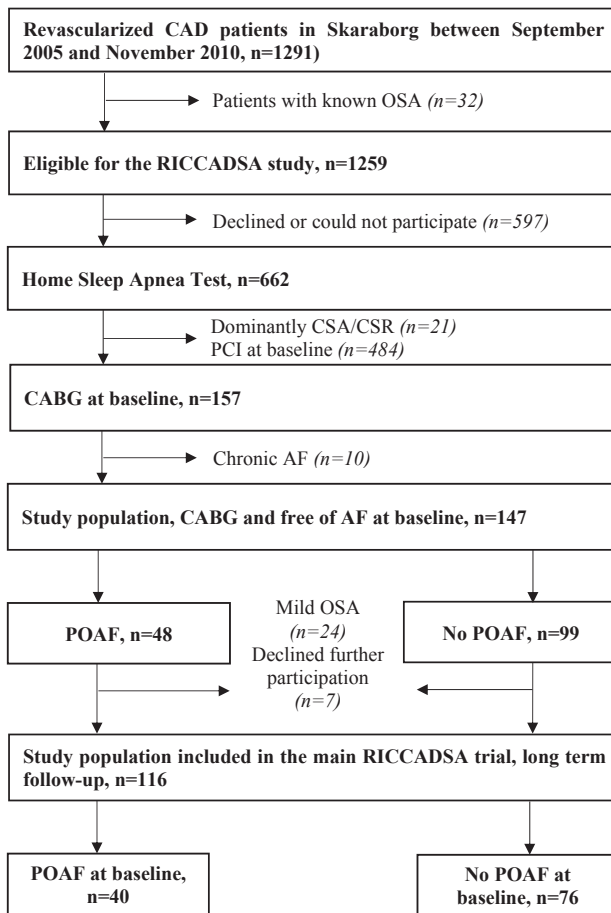 Revascularized CAD patients in Skaraborg between September
2005 and November 2010, n=1291)
Patients with known OSA (n=32)
Eligible for the RICCADSA study, n=1259
Declined or could not participate (n=597)
Home Sleep Apnea Test, n=662
Dominantly CSA/CSR (n=21)
PCI at baseline (n=484)
CABG at baseline, n=157
Chronic AF (n=10)
Study population, CABG and free of AF at baseline, n=147
POAF, n=48
Mild OSA
(n=24)
Declined further
participation
(n=7)
No POAF, n=99
Study population included in the main RICCADSA trial, long term
follow-up, n=116
POAF at baseline,
n=40
No POAF at
baseline, n=76